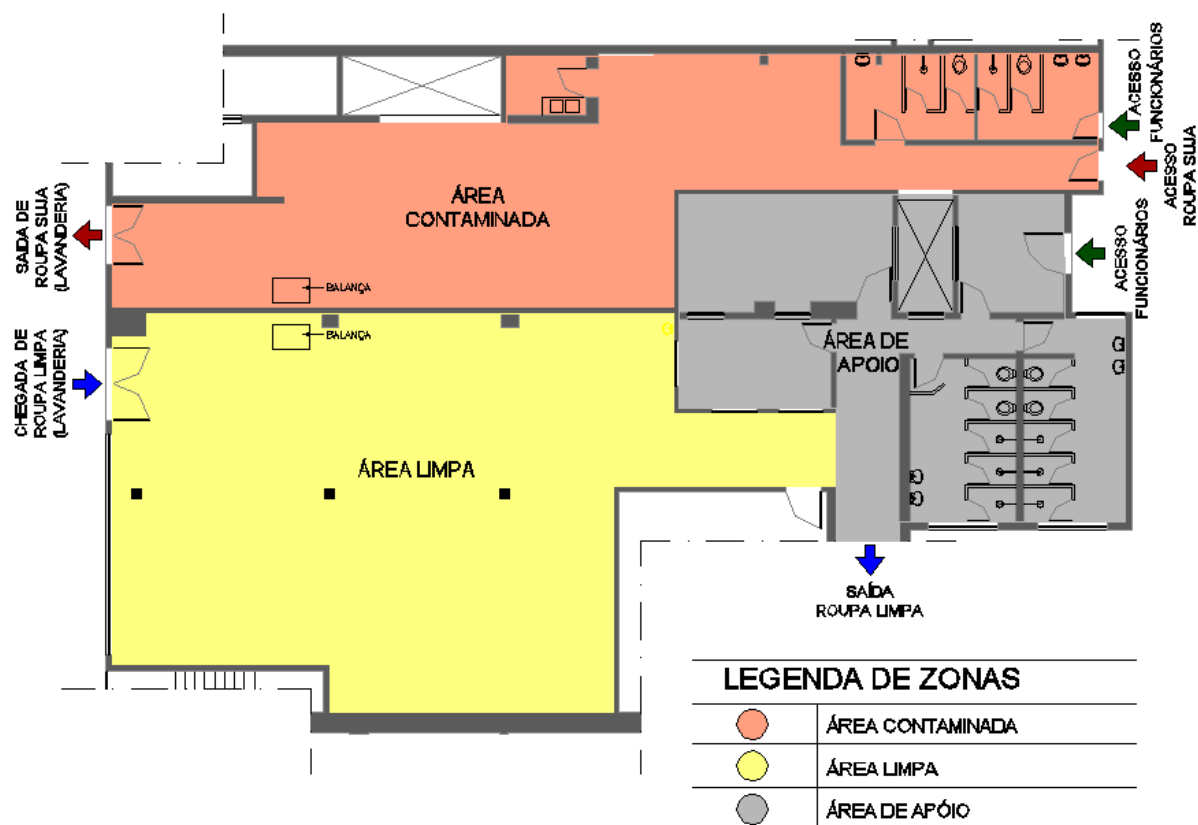 ACESSO
FUNCIONÁRIOS
ACESSO
ROUPA SUJA
ACESSO
FUNCIONÁRIOS
ÁREA
CONTAMINADA
SAIDA DE
ROUPA SUJA
(LAVANDERIA)
BALANÇA
BALANÇA
CHEGADA DE
ROUPA LIMPA
(LAVANDERIA)
ÁREA DE
APOIO
ÁREA LIMPA
SAÍDA
ROUPA LIMPA
LEGENDA DE ZONAS
ÁREA CONTAMINADA
ÁREA LIMPA
ÁREA DE APÓIO